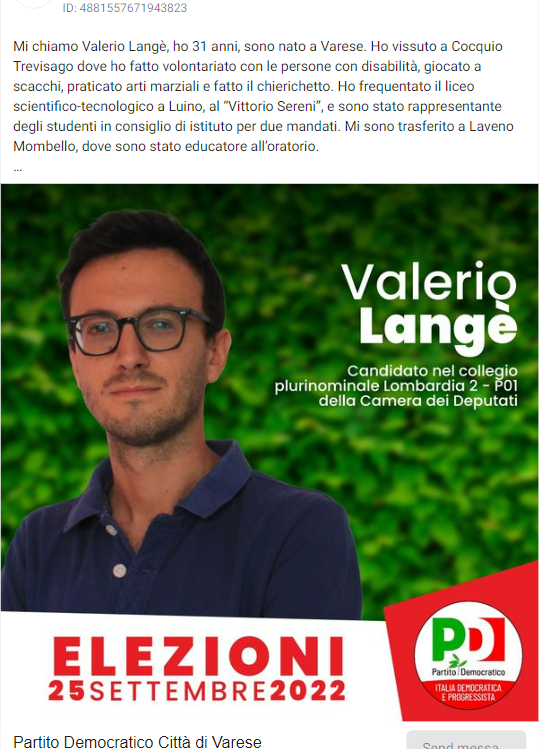 ID: 4881557671943823
Mi chiamo Valerio Langè, ho 31 anni, sono nato a Varese. Ho vissuto a Cocquio
Trevisago dove ho fatto volontariato con le persone con disabilità, giocato a
scacchi, praticato arti marziali e fatto il chierichetto. Ho frequentato il liceo
scientifico-tecnologico a Luino, al “Vittorio Sereni”, e sono stato rappresentante
degli studenti in consiglio di istituto per due mandati. Mi sono trasferito a Laveno
Mombello, dove sono stato educatore all’oratorio.
...
Valerio
Langè
Candidato nel collegio
plurinominale Lombardia 2 - P01
della Camera dei Deputati
ELEZIONI
25SETTEMBRE2022
PD
Partito Democratico
ITALIA DEMOCRATICA
E PROGRESSISTA
Partito Democratico Città di Varese
Send messa